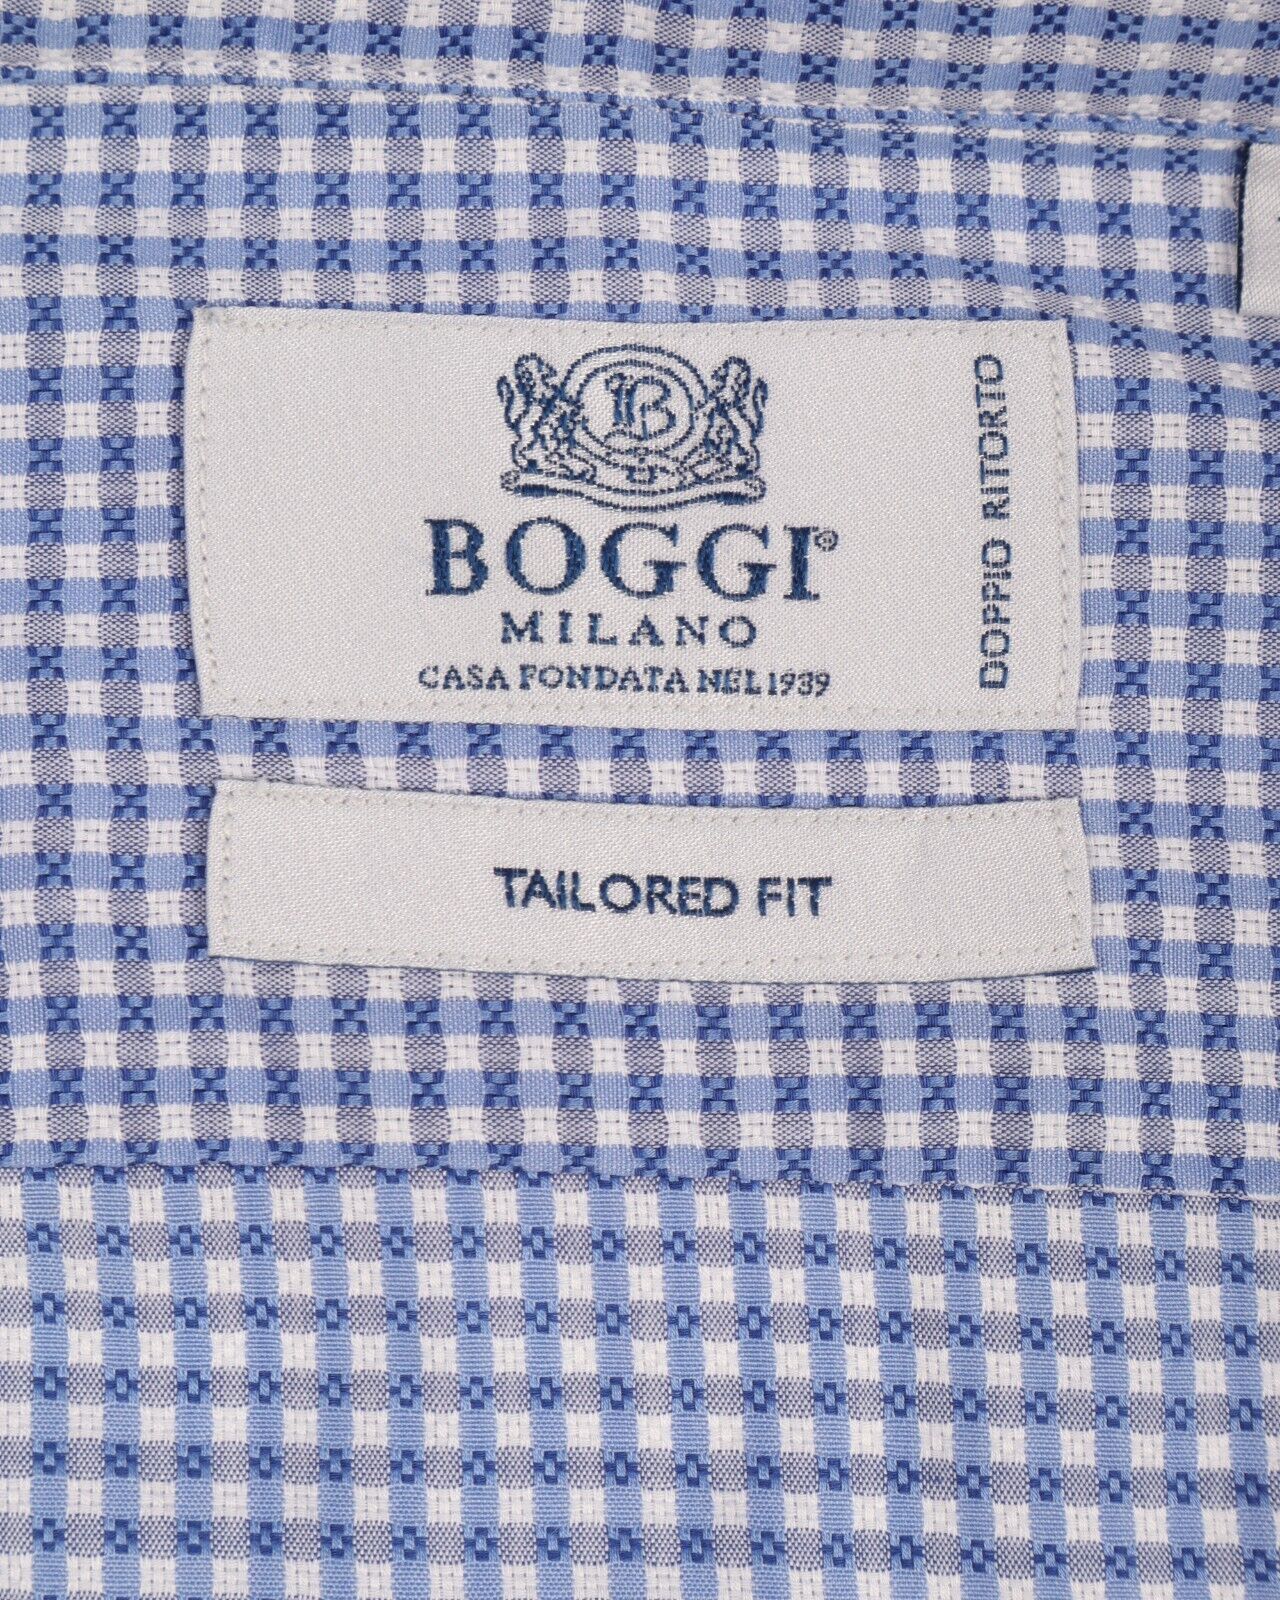 B
BOGGI®
MILANO
CASA FONDATA NEL 1939
DOPPIO RITORTO
TAILORED FIT